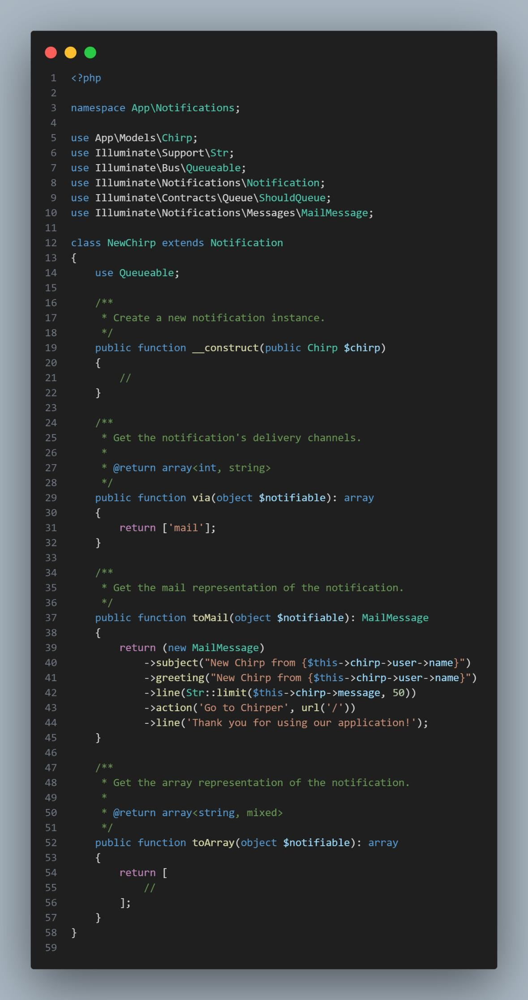 1 <?php
2
3 namespace App\Notifications;
4
5 use App\Models\Chirp;
6 use Illuminate\Support\Str;
7 use Illuminate\Bus\Queueable;
8 use Illuminate\Notifications\Notification;
9 use Illuminate\Contracts\Queue\ShouldQueue;
10 use Illuminate\Notifications\Messages\MailMessage;
11
12 class NewChirp extends Notification
13 {
14     use Queueable;
15
16     /**
17      * Create a new notification instance.
18      */
19     public function __construct(public Chirp $chirp)
20     {
21         //
22     }
23
24     /**
25      * Get the notification's delivery channels.
26      *
27      * @return array<int, string>
28      */
29     public function via(object $notifiable): array
30     {
31         return ['mail'];
32     }
33
34     /**
35      * Get the mail representation of the notification.
36      */
37     public function toMail(object $notifiable): MailMessage
38     {
39         return (new MailMessage)
40             ->subject("New Chirp from {$this->chirp->user->name}")
41             ->greeting("New Chirp from {$this->chirp->user->name}")
42             ->line(Str::limit($this->chirp->message, 50))
43             ->action('Go to Chirper', url('/'))
44             ->line('Thank you for using our application!');
45     }
46
47     /**
48      * Get the array representation of the notification.
49      *
50      * @return array<string, mixed>
51      */
52     public function toArray(object $notifiable): array
53     {
54         return [
55             //
56         ];
57     }
58 }
59